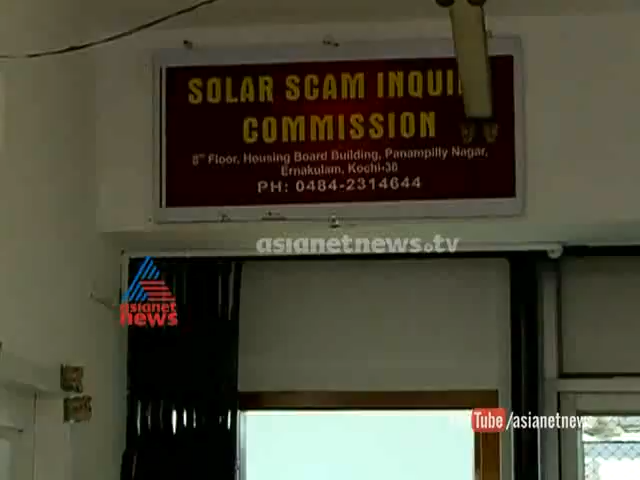 SOLAR SCAM INQUI
COMMISSION
8th Floor, Housing Board Building, Panampilly Nagar,
Ernakulam, Kochi-36
PH: 0484-2314644
asianetnews.tv
asianet
news
Tube /asianetnews